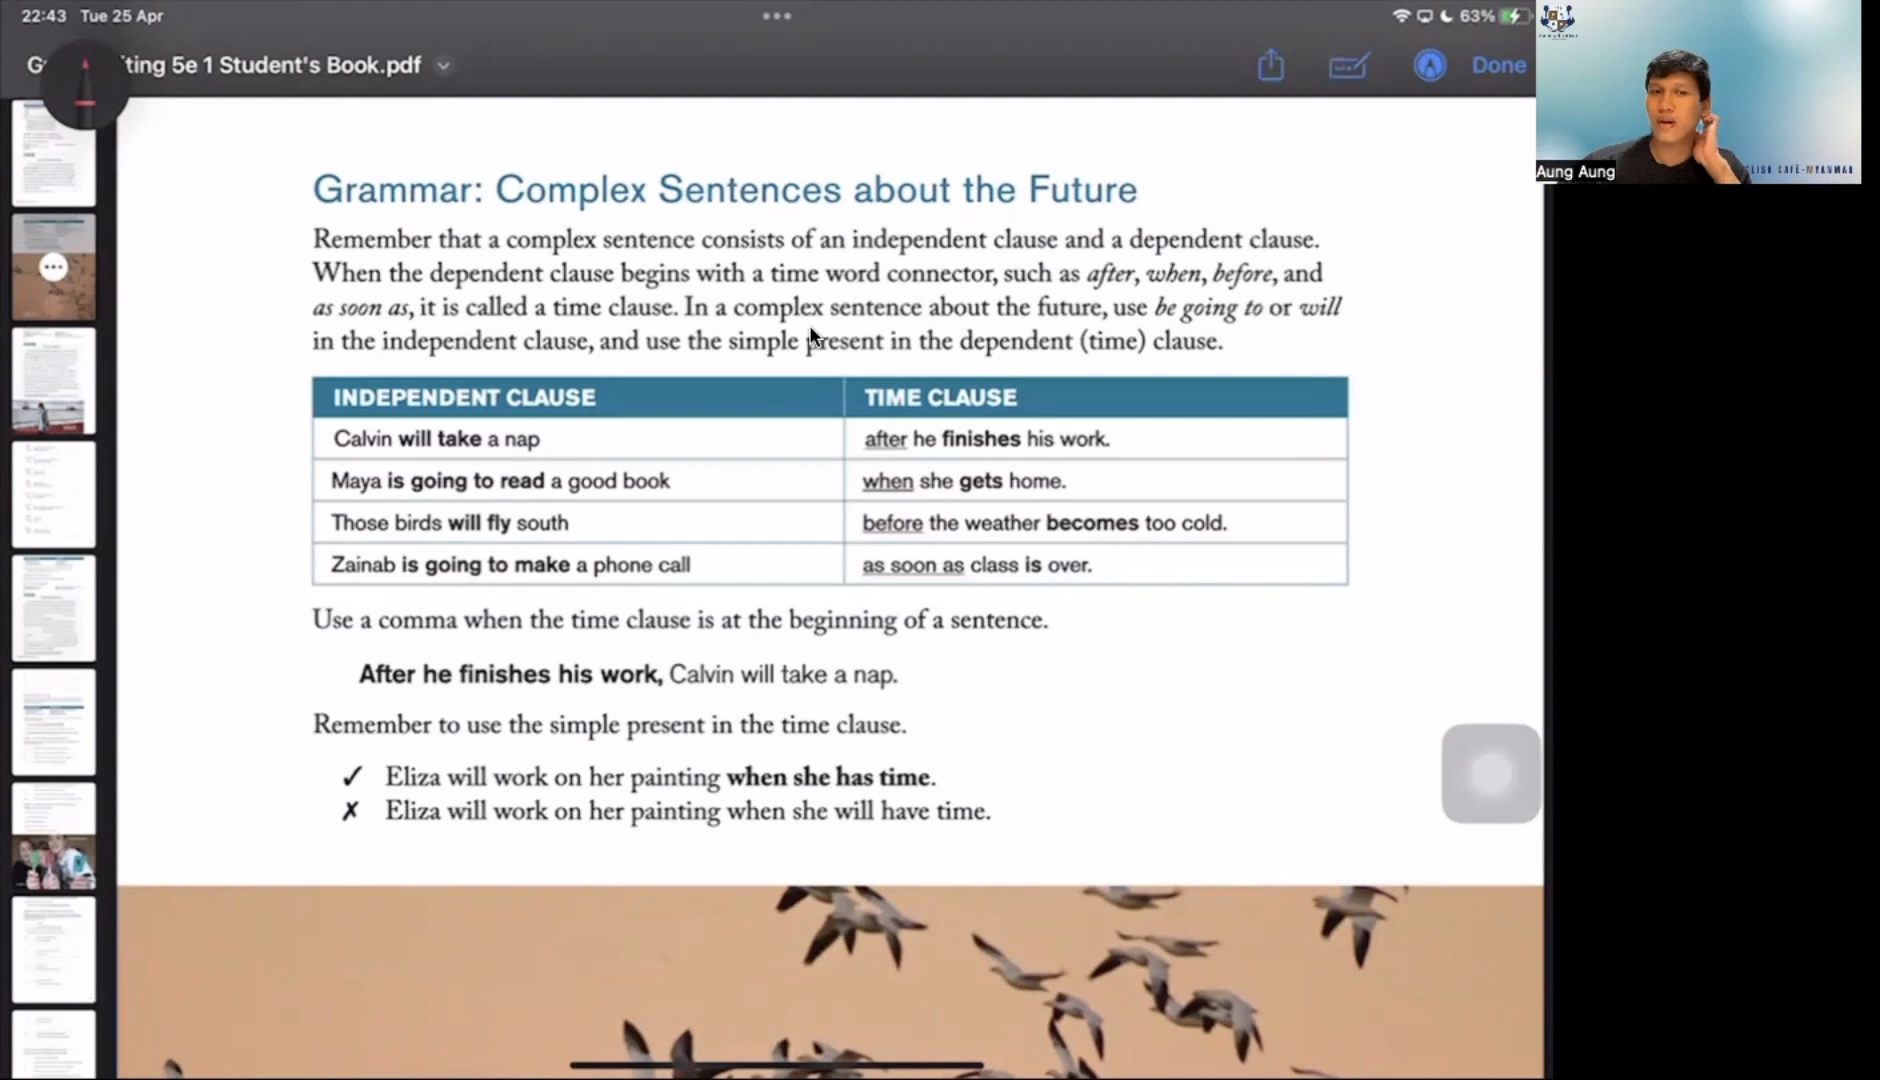 22:43 Tue 25 Apr
63%
ting 5e 1 Student's Book.pdf
Done
Aung Aung
Grammar: Complex Sentences about the Future
Remember that a complex sentence consists of an independent clause and a dependent clause.
When the dependent clause begins with a time word connector, such as after, when, before, and
as soon as, it is called a time clause. In a complex sentence about the future, use be going to or will
in the independent clause, and use the simple present in the dependent (time) clause.
INDEPENDENT CLAUSE TIME CLAUSE
Calvin will take a nap after he finishes his work.
Maya is going to read a good book when she gets home.
Those birds will fly south before the weather becomes too cold.
Zainab is going to make a phone call as soon as class is over.
Use a comma when the time clause is at the beginning of a sentence.
After he finishes his work, Calvin will take a nap.
Remember to use the simple present in the time clause.
✓ Eliza will work on her painting when she has time.
✗ Eliza will work on her painting when she will have time.